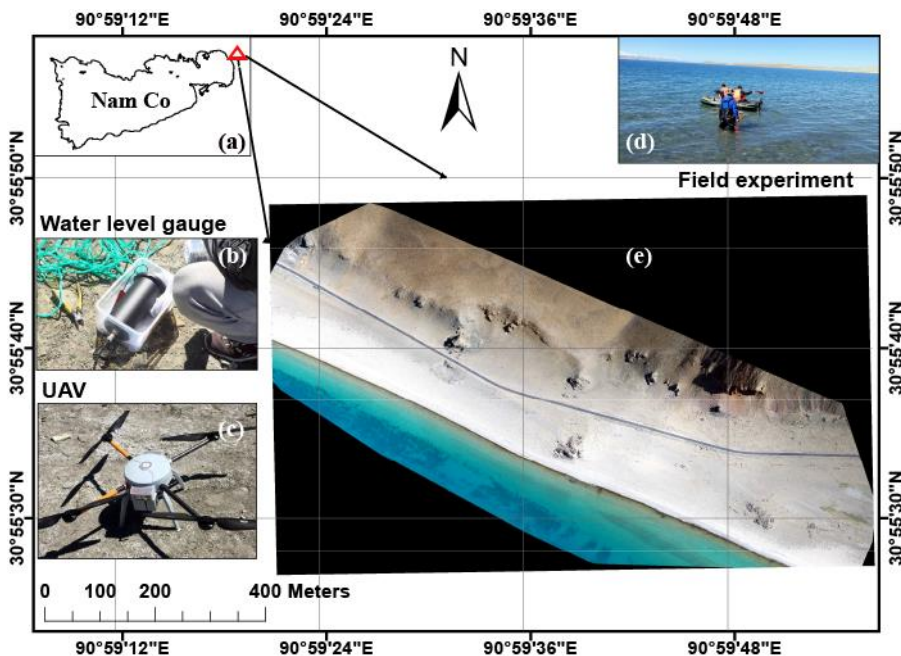 90°59'12"E 90°59'24"E 90°59'36"E 90°59'48"E
Nam Co
(a)
N
(d)
30°55'50"N
30°55'50"N
Field experiment
Water level gauge
(b)
(e)
30°55'40"N
30°55'40"N
UAV
(c)
30°55'30"N
30°55'30"N
0 100 200 400 Meters
90°59'12"E 90°59'24"E 90°59'36"E 90°59'48"E